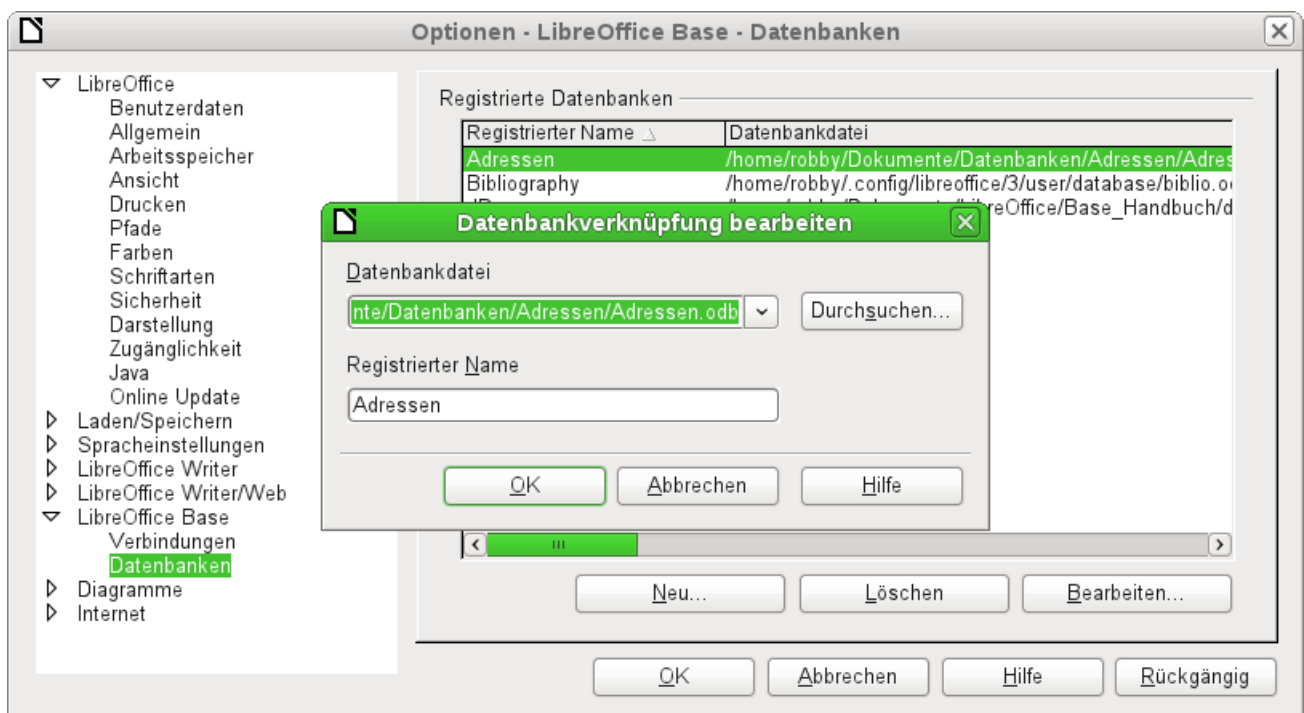 Optionen - LibreOffice Base - Datenbanken
LibreOffice
Benutzerdaten
Allgemein
Arbeitsspeicher
Ansicht
Drucken
Pfade
Farben
Schriftarten
Sicherheit
Darstellung
Zugänglichkeit
Java
Online Update
Laden/Speichern
Spracheinstellungen
LibreOffice Writer
LibreOffice Writer/Web
LibreOffice Base
Verbindungen
Datenbanken
Diagramme
Internet
Registrierte Datenbanken
Registrierter Name Datenbankdatei
Adressen /home/robby/Dokumente/Datenbanken/Adressen/Adres
Bibliography /home/robby/.config/libreoffice/3/user/database/biblio.o
reOffice/Base_Handbuch/d
Datenbankverknüpfung bearbeiten
Datenbankdatei
nte/Datenbanken/Adressen/Adressen.odb Durchsuchen...
Registrierter Name
Adressen
OK Abbrechen Hilfe
Neu... Löschen Bearbeiten...
OK Abbrechen Hilfe Rückgängig